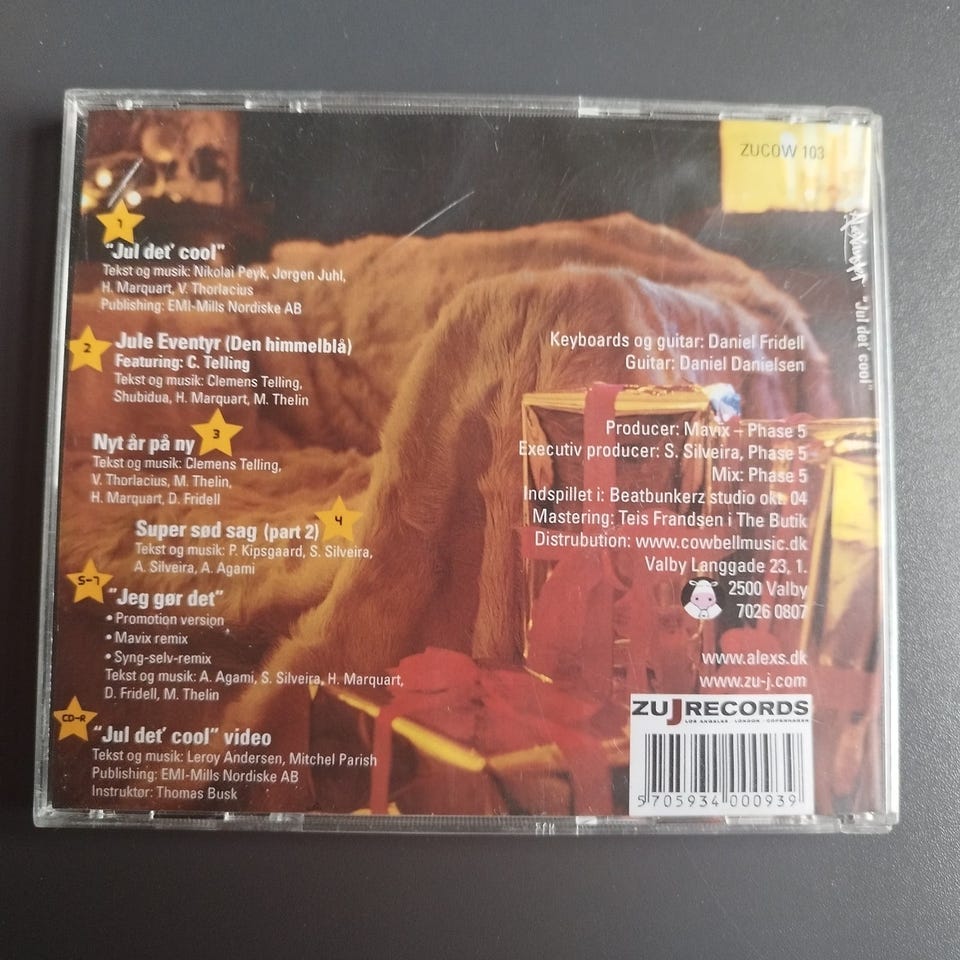 ZUCOW 103
1
"Jul det' cool"
Tekst og musik: Nikolai Peyk, Jørgen Juhl,
H. Marquart, V. Thorlacius
Publishing: EMI-Mills Nordiske AB
2
Jule Eventyr (Den himmelblå)
Featuring: C. Telling
Tekst og musik: Clemens Telling,
Shubidua, H. Marquart, M. Thelin
3
Nyt år på ny
Tekst og musik: Clemens Telling,
V. Thorlacius, M. Thelin,
H. Marquart, D. Fridell
4
Super sød sag (part 2)
Tekst og musik: P. Kipsgaard, S. Silveira,
A. Silveira, A. Agami
5-7
"Jeg gør det"
• Promotion version
• Mavix remix
• Syng-selv-remix
Tekst og musik: A. Agami, S. Silveira, H. Marquart,
D. Fridell, M. Thelin
CD-R
"Jul det' cool" video
Tekst og musik: Leroy Andersen, Mitchel Parish
Publishing: EMI-Mills Nordiske AB
Instruktør: Thomas Busk
Keyboards og guitar: Daniel Fridell
Guitar: Daniel Danielsen
Producer: Mavix – Phase 5
Executiv producer: S. Silveira, Phase 5
Mix: Phase 5
Indspillet i: Beatbunkerz studio okt. 04
Mastering: Teis Frandsen i The Butik
Distrubution: www.cowbellmusic.dk
Valby Langgade 23, 1.
2500 Valby
7026 0807
www.alexs.dk
www.zu-j.com
ZUJRECORDS
LOS ANGELES - LONDON - COPENHAGEN
5 705934 000939
"Jul det' cool"